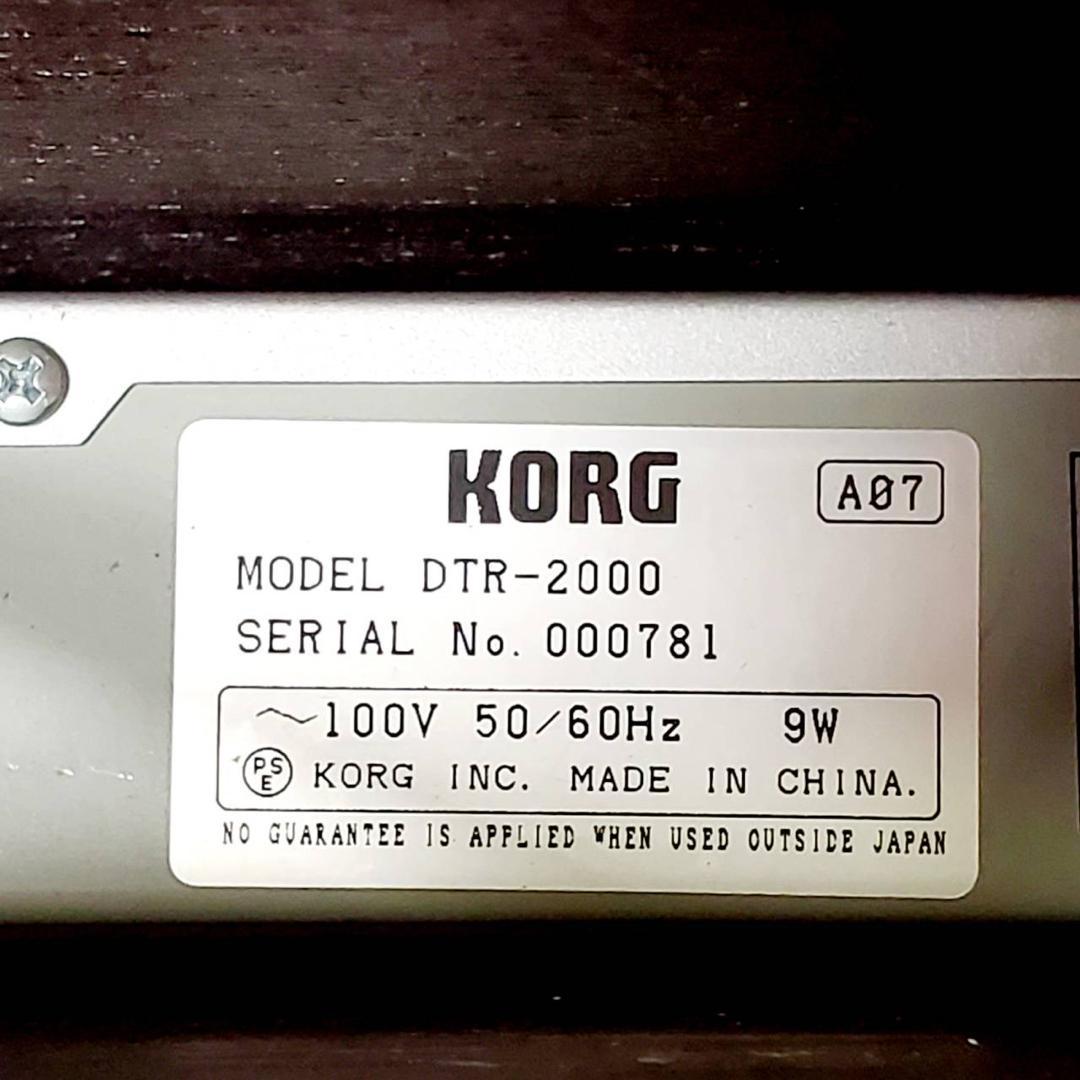 KORG
A07
MODEL DTR-2000
SERIAL No. 000781
~100V 50/60Hz 9W
PSE KORG INC. MADE IN CHINA.
NO GUARANTEE IS APPLIED WHEN USED OUTSIDE JAPAN